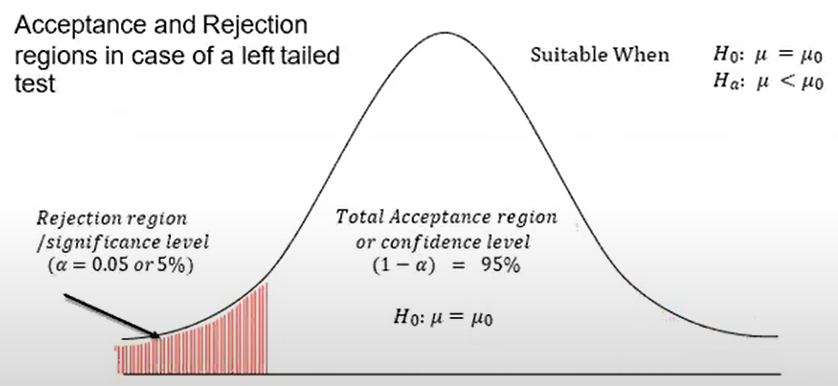 Acceptance and Rejection
regions in case of a left tailed
test
Suitable When
H₀: μ = μ₀
Hₐ: μ < μ₀
Rejection region
/significance level
(α = 0.05 or 5%)
Total Acceptance region
or confidence level
(1 − α) = 95%
H₀: μ = μ₀